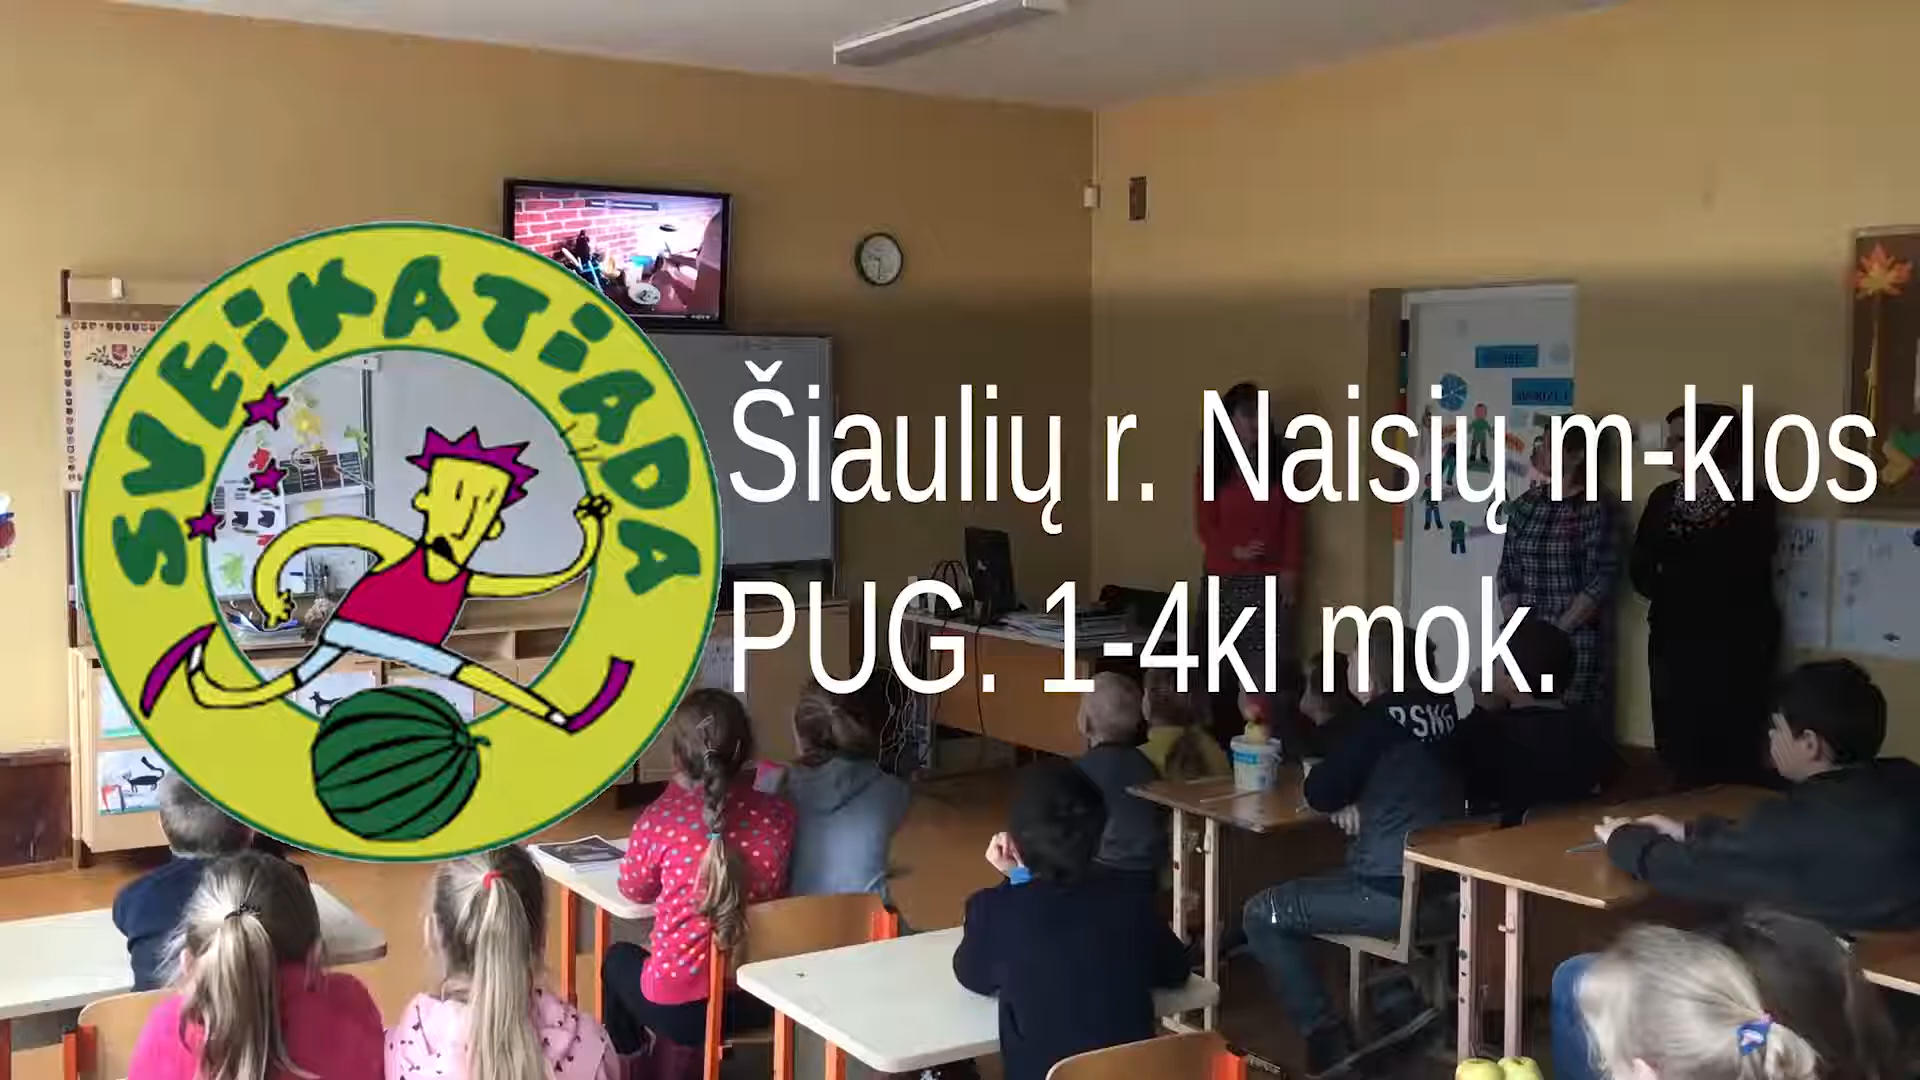 SVEiKATiADA
Šiaulių r. Naisių m-klos
PUG. 1-4kl mok.